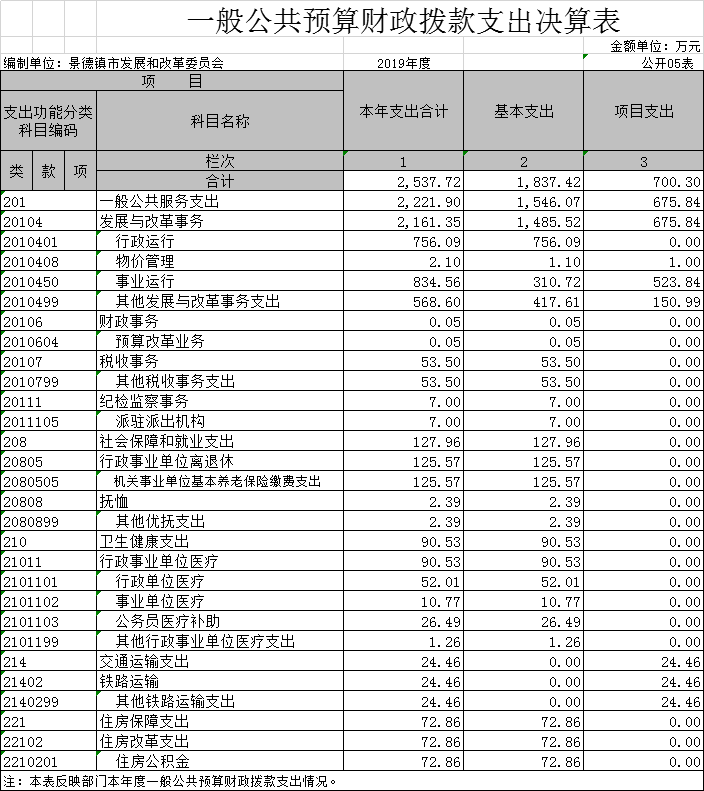 一般公共预算财政拨款支出决算表
金额单位：万元
编制单位：景德镇市发展和改革委员会 2019年度 公开05表
项 目 本年支出合计 基本支出 项目支出
支出功能分类科目编码 科目名称
类 款 项 栏次 1 2 3
合计 2,537.72 1,837.42 700.30
201 一般公共服务支出 2,221.90 1,546.07 675.84
20104 发展与改革事务 2,161.35 1,485.52 675.84
2010401 行政运行 756.09 756.09 0.00
2010408 物价管理 2.10 1.10 1.00
2010450 事业运行 834.56 310.72 523.84
2010499 其他发展与改革事务支出 568.60 417.61 150.99
20106 财政事务 0.05 0.05 0.00
2010604 预算改革业务 0.05 0.05 0.00
20107 税收事务 53.50 53.50 0.00
2010799 其他税收事务支出 53.50 53.50 0.00
20111 纪检监察事务 7.00 7.00 0.00
2011105 派驻派出机构 7.00 7.00 0.00
208 社会保障和就业支出 127.96 127.96 0.00
20805 行政事业单位离退休 125.57 125.57 0.00
2080505 机关事业单位基本养老保险缴费支出 125.57 125.57 0.00
20808 抚恤 2.39 2.39 0.00
2080899 其他优抚支出 2.39 2.39 0.00
210 卫生健康支出 90.53 90.53 0.00
21011 行政事业单位医疗 90.53 90.53 0.00
2101101 行政单位医疗 52.01 52.01 0.00
2101102 事业单位医疗 10.77 10.77 0.00
2101103 公务员医疗补助 26.49 26.49 0.00
2101199 其他行政事业单位医疗支出 1.26 1.26 0.00
214 交通运输支出 24.46 0.00 24.46
21402 铁路运输 24.46 0.00 24.46
2140299 其他铁路运输支出 24.46 0.00 24.46
221 住房保障支出 72.86 72.86 0.00
22102 住房改革支出 72.86 72.86 0.00
2210201 住房公积金 72.86 72.86 0.00
注：本表反映部门本年度一般公共预算财政拨款支出情况。